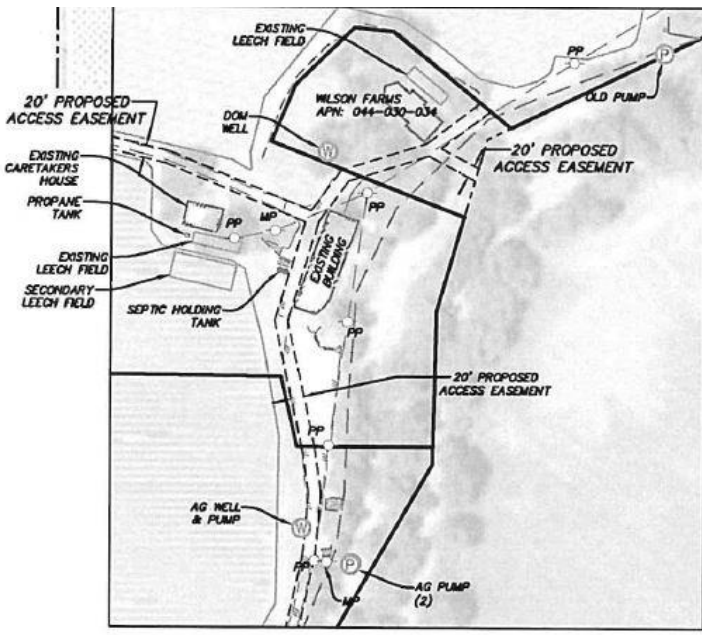 EXISTING
LEECH FIELD
PP
OLD PUMP
P
20' PROPOSED
ACCESS EASEMENT
WILSON FARMS
APN: 044-030-034
DOM
WELL
W
20' PROPOSED
ACCESS EASEMENT
EXISTING
CARETAKERS
HOUSE
PROPANE
TANK
PP
MP
PP
EXISTING
LEECH FIELD
SECONDARY
LEECH FIELD
SEPTIC HOLDING
TANK
EXISTING
BUILDING
PP
20' PROPOSED
ACCESS EASEMENT
PP
AG WELL
& PUMP
W
PP
MP
P
AG PUMP
(2)